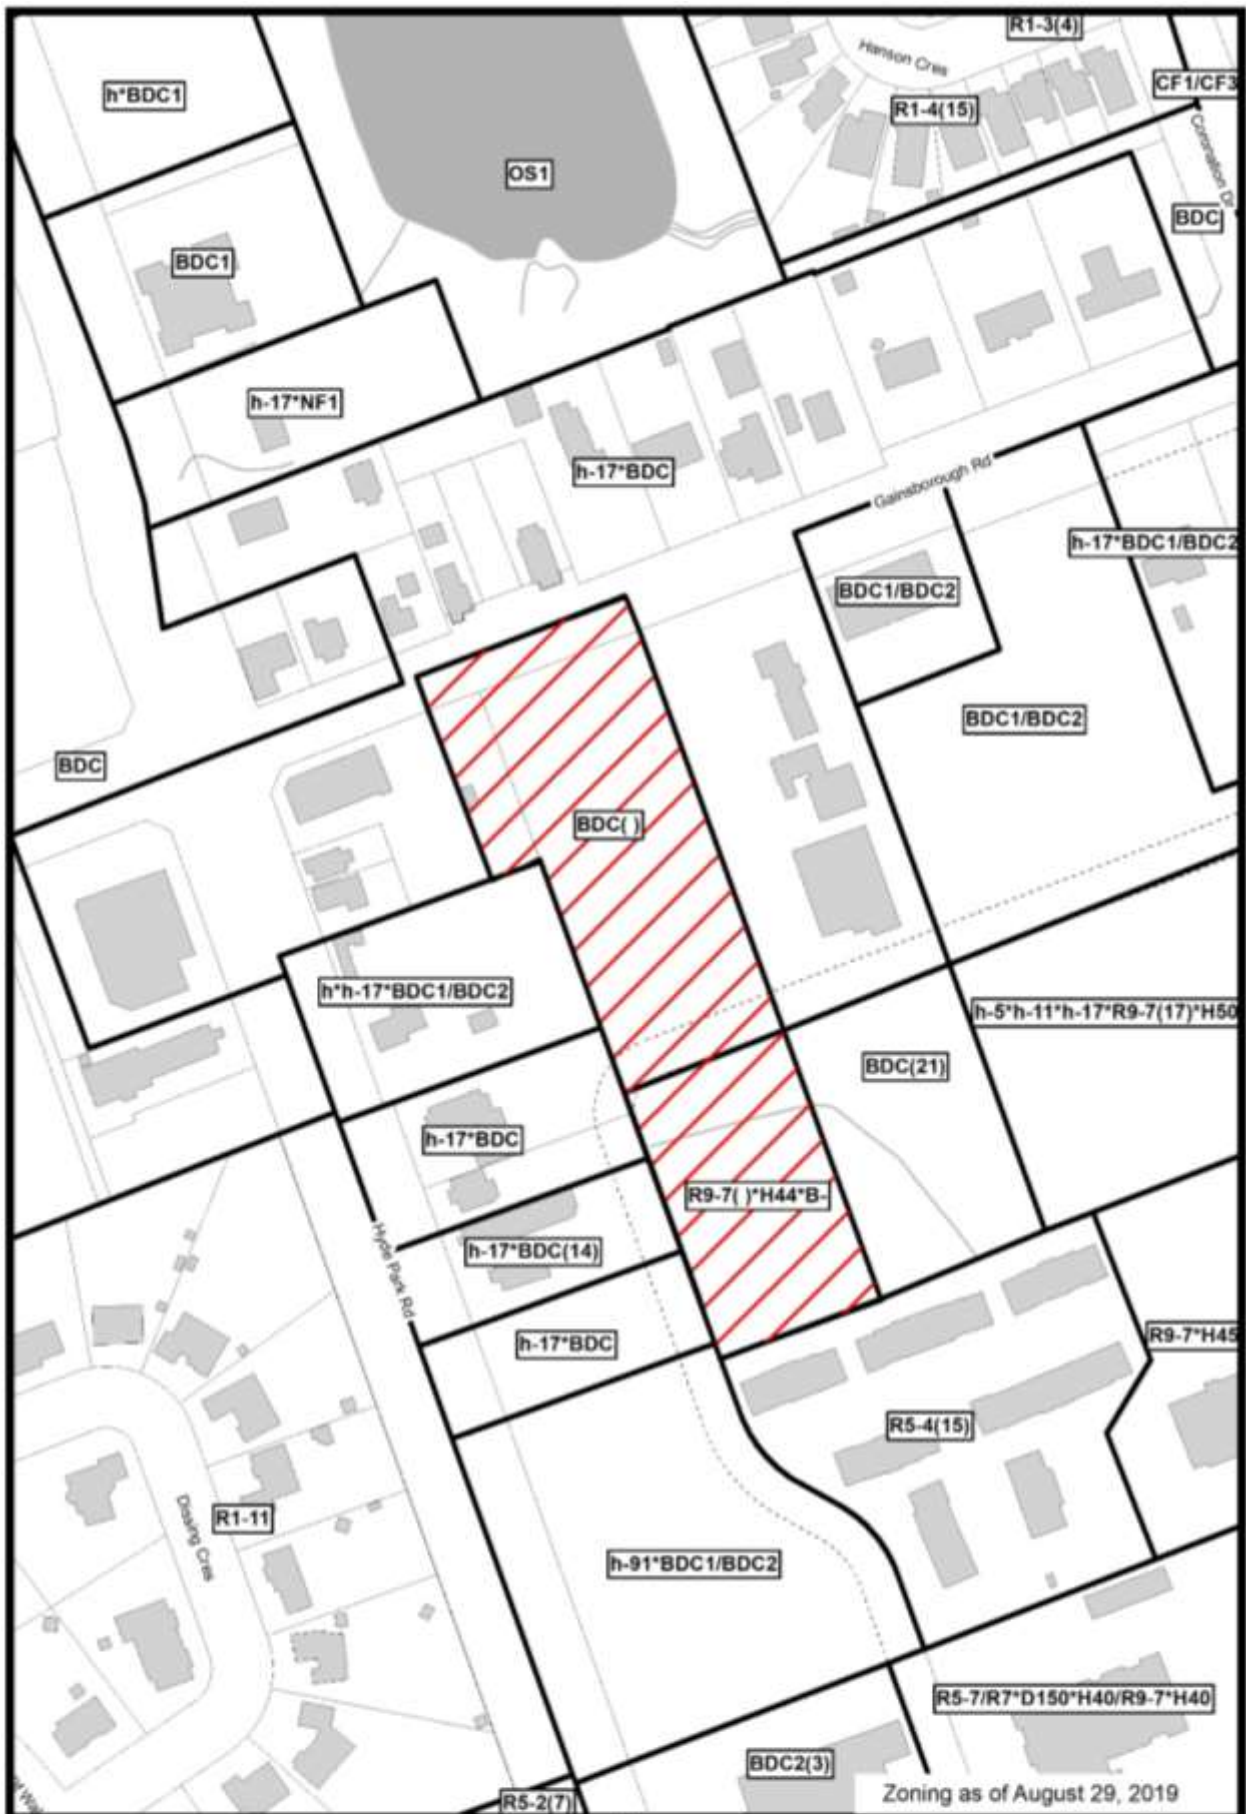 R1-3(4)
Hanson Cres
h*BDC1
CF1/CF3
R1-4(15)
Coronation Dr
OS1
BDC
BDC1
h-17*NF1
h-17*BDC
Gainsborough Rd
h-17*BDC1/BDC2
BDC1/BDC2
BDC1/BDC2
BDC
BDC( )
h*h-17*BDC1/BDC2
h-5*h-11*h-17*R9-7(17)*H50
BDC(21)
h-17*BDC
R9-7( )*H44*B-
Hyde Park Rd
h-17*BDC(14)
h-17*BDC
R9-7*H45
R5-4(15)
R1-11
Dissing Cres
h-91*BDC1/BDC2
R5-7/R7*D150*H40/R9-7*H40
BDC2(3)
R5-2(7)
Zoning as of August 29, 2019